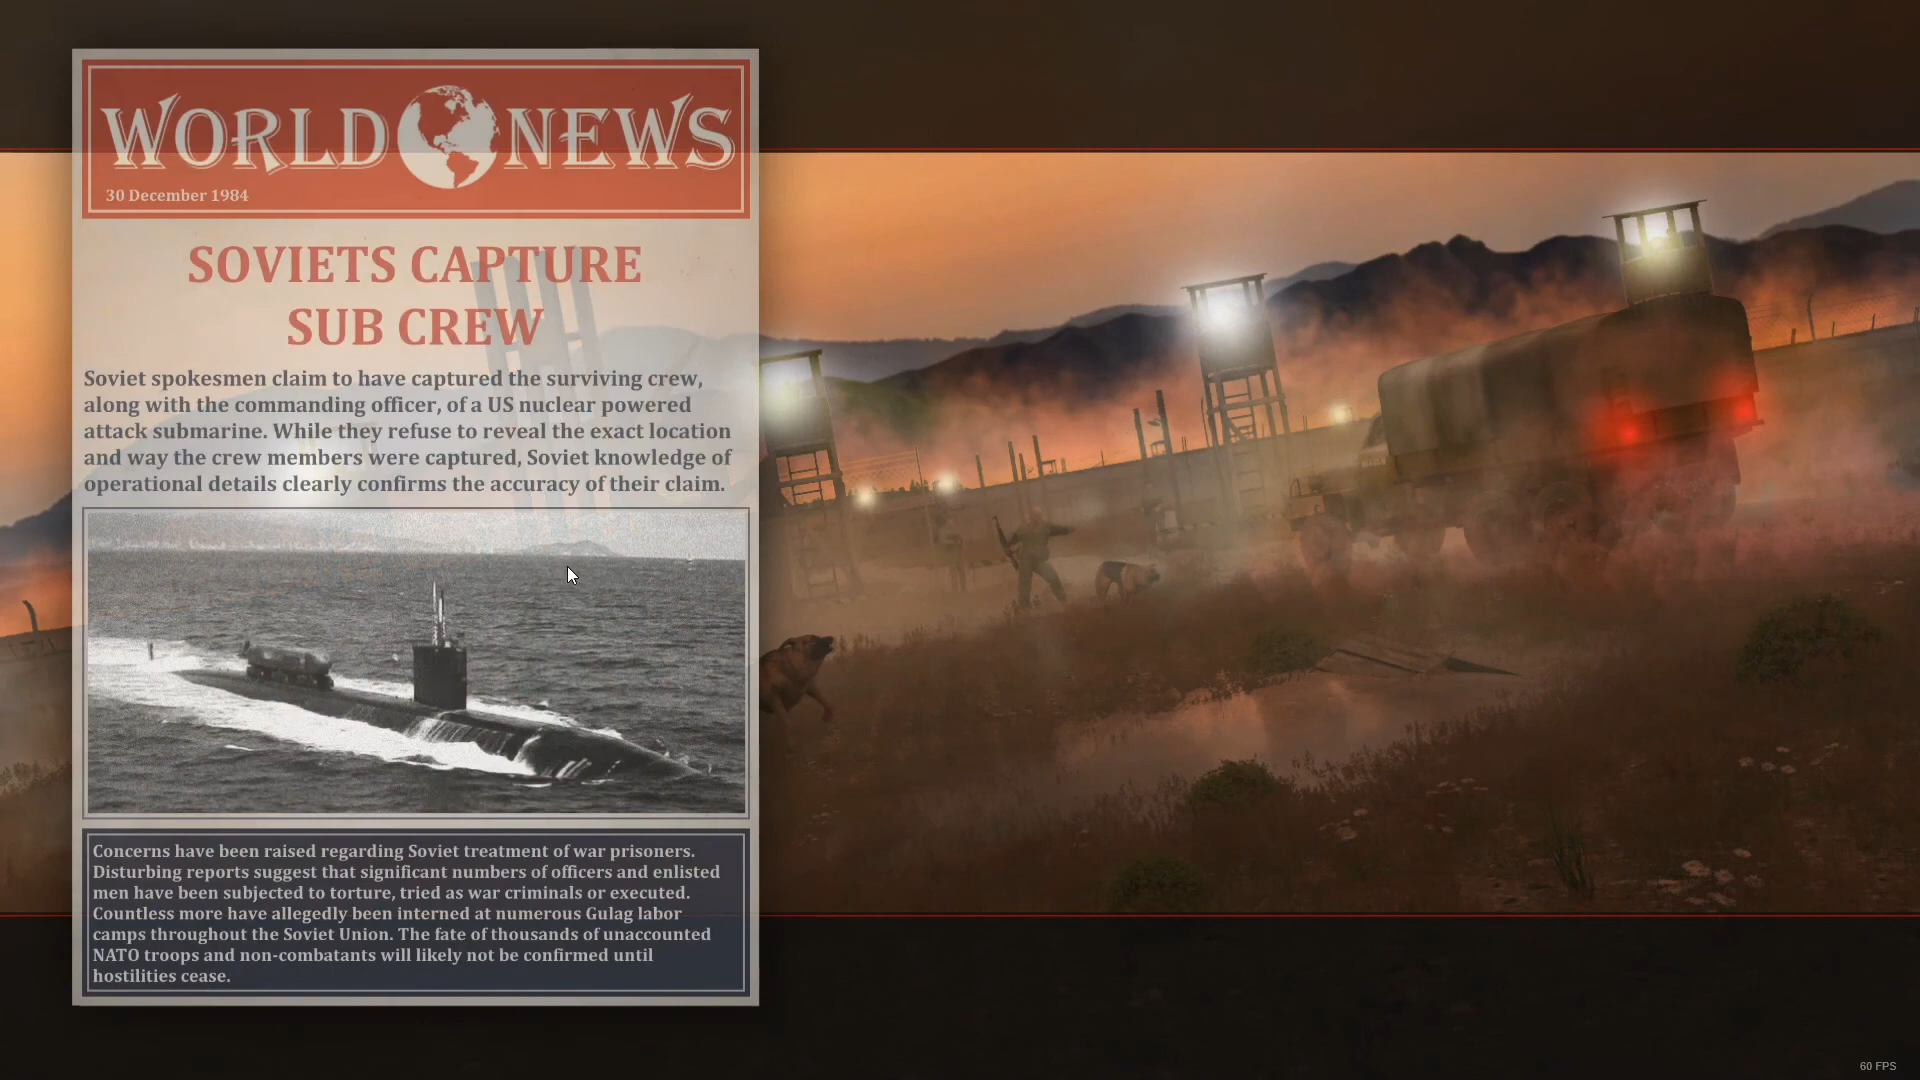 WORLD NEWS
30 December 1984
SOVIETS CAPTURE
SUB CREW
Soviet spokesmen claim to have captured the surviving crew,
along with the commanding officer, of a US nuclear powered
attack submarine. While they refuse to reveal the exact location
and way the crew members were captured, Soviet knowledge of
operational details clearly confirms the accuracy of their claim.
Concerns have been raised regarding Soviet treatment of war prisoners.
Disturbing reports suggest that significant numbers of officers and enlisted
men have been subjected to torture, tried as war criminals or executed.
Countless more have allegedly been interned at numerous Gulag labor
camps throughout the Soviet Union. The fate of thousands of unaccounted
NATO troops and non-combatants will likely not be confirmed until
hostilities cease.
60 FPS